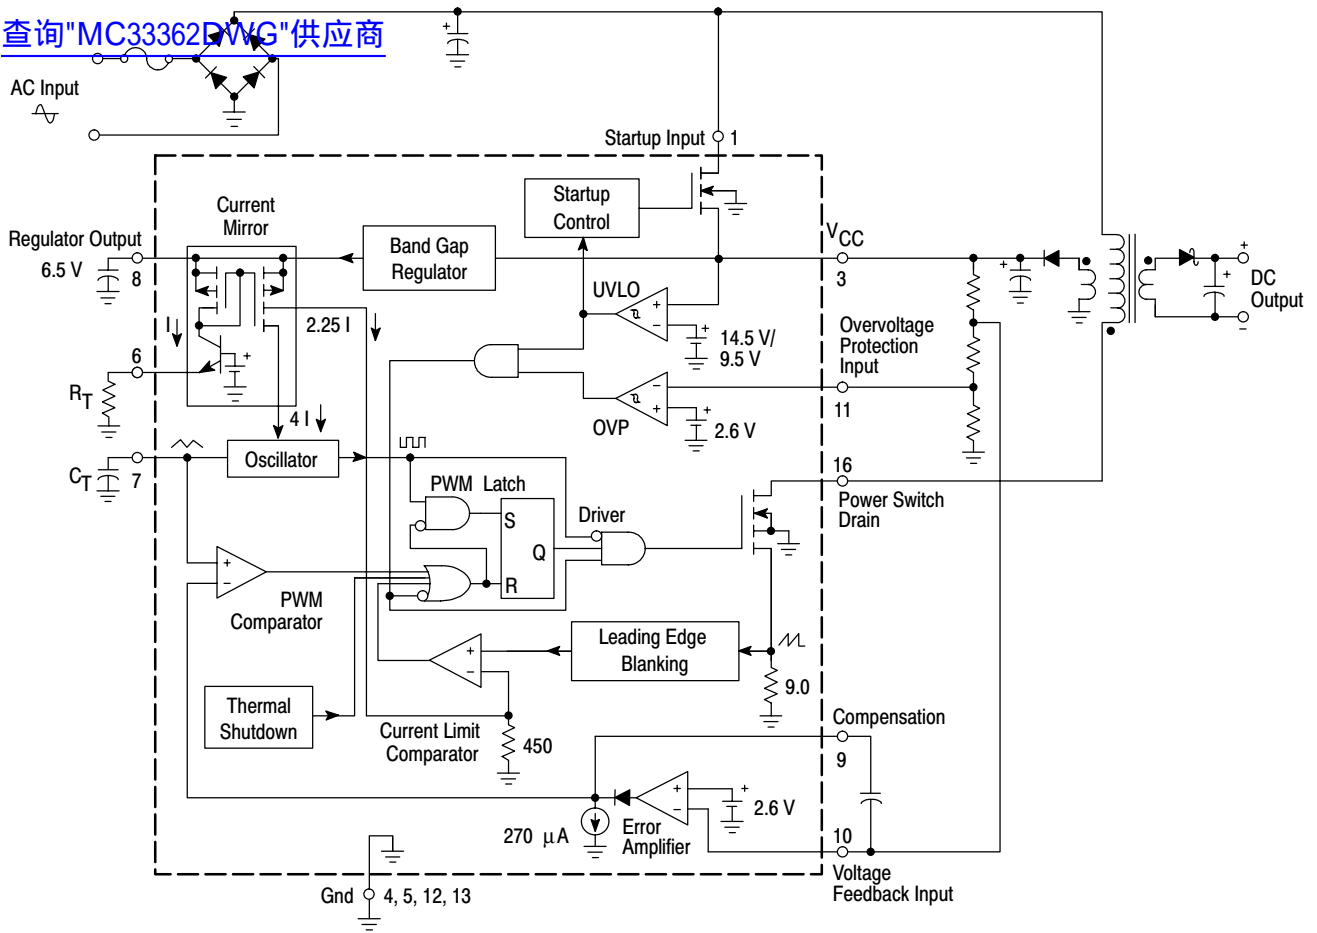 查询"MC33362DWG"供应商
AC Input
Startup Input
1
Current
Mirror
Startup
Control
Regulator Output
6.5 V
8
Band Gap
Regulator
VCC
3
DC
Output
+
−
UVLO
+
−
+
14.5 V/
9.5 V
I
2.25 I
Overvoltage
Protection
Input
11
6
RT
+
4 I
OVP
−
+
+
2.6 V
CT
7
Oscillator
PWM Latch
S
Q
R
Driver
16
Power Switch
Drain
+
−
PWM
Comparator
Leading Edge
Blanking
+
−
9.0
Thermal
Shutdown
Current Limit
Comparator
450
Compensation
9
270 μA
Error
Amplifier
+
−
+
2.6 V
10
Voltage
Feedback Input
Gnd
4, 5, 12, 13